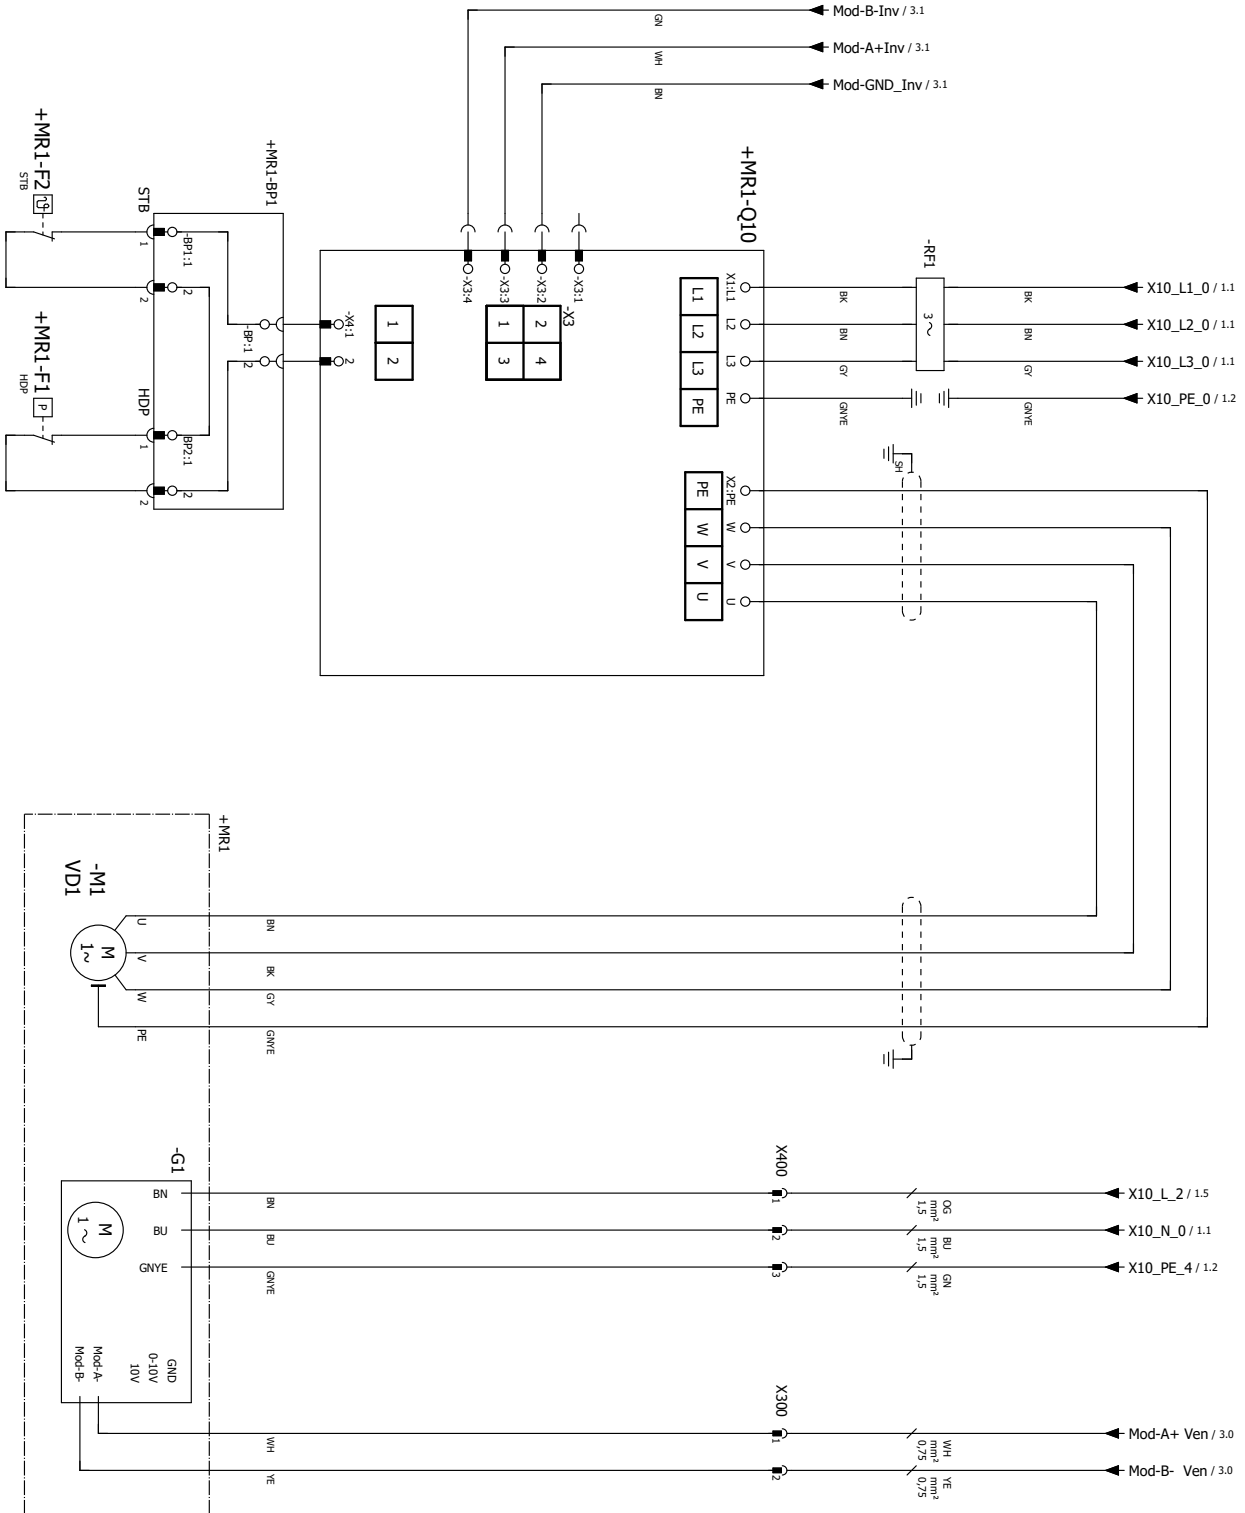 Mod-B-Inv / 3.1
GN
Mod-A+Inv / 3.1
WH
Mod-GND_Inv / 3.1
BN
+MR1-F2
STB
+MR1-F1
P
HDP
+MR1-BP1
STB
-BP1:1
1
2
2
-BP:1
2
HDP
-BP2:1
1
2
2
+MR1-Q10
-X4:1
2
1
2
-X3:4
-X3:3
-X3:2
-X3:1
-X3
1
2
3
4
L1
L2
L3
PE
X1:L1
L2
L3
PE
-RF1
3 ~
BK
BK
X10_L1_0 / 1.1
BN
BN
X10_L2_0 / 1.1
GY
GY
X10_L3_0 / 1.1
GNYE
GNYE
X10_PE_0 / 1.2
SH
PE
W
V
U
X2:PE
W
V
U
+MR1
-M1
VD1
M
1~
U
BN
V
BK
W
GY
PE
GNYE
-G1
M
1 ~
BN
BU
GNYE
GND
0-10V
10V
Mod-A-
Mod-B-
X400
BN
1
OG
mm²
1,5
X10_L_2 / 1.5
BU
2
BU
mm²
1,5
X10_N_0 / 1.1
GNYE
3
GN
mm²
1,5
X10_PE_4 / 1.2
X300
WH
1
WH
mm²
0,75
Mod-A+ Ven / 3.0
YE
2
YE
mm²
0,75
Mod-B- Ven / 3.0